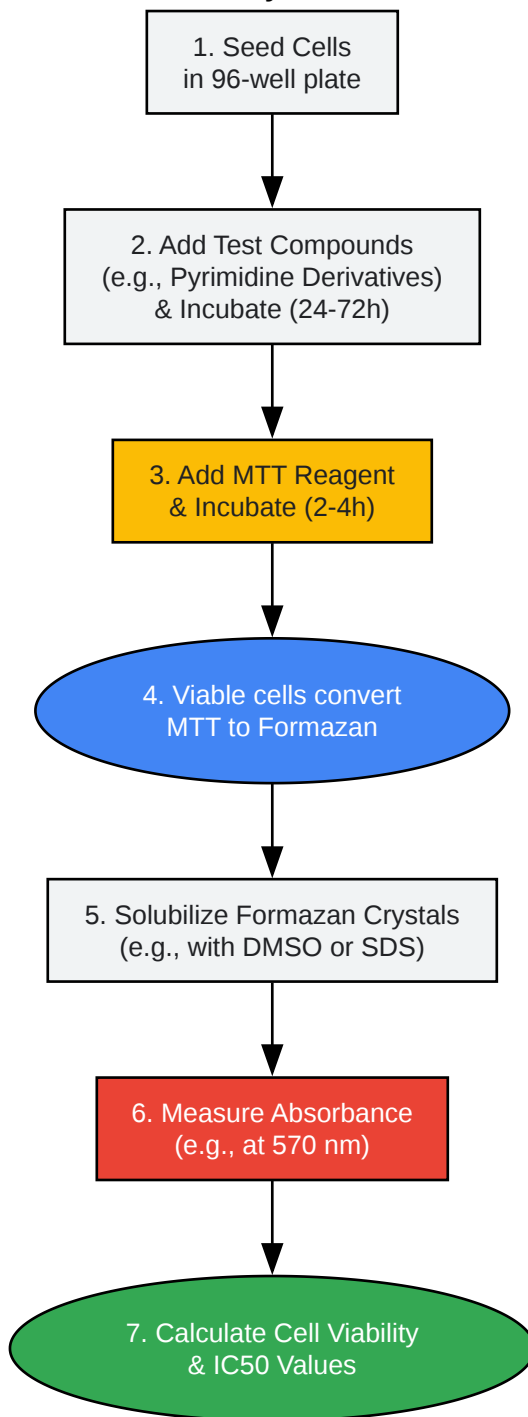 1. Seed Cells
in 96-well plate
2. Add Test Compounds
(e.g., Pyrimidine Derivatives)
& Incubate (24-72h)
3. Add MTT Reagent
& Incubate (2-4h)
4. Viable cells convert
MTT to Formazan
5. Solubilize Formazan Crystals
(e.g., with DMSO or SDS)
6. Measure Absorbance
(e.g., at 570 nm)
7. Calculate Cell Viability
& IC50 Values